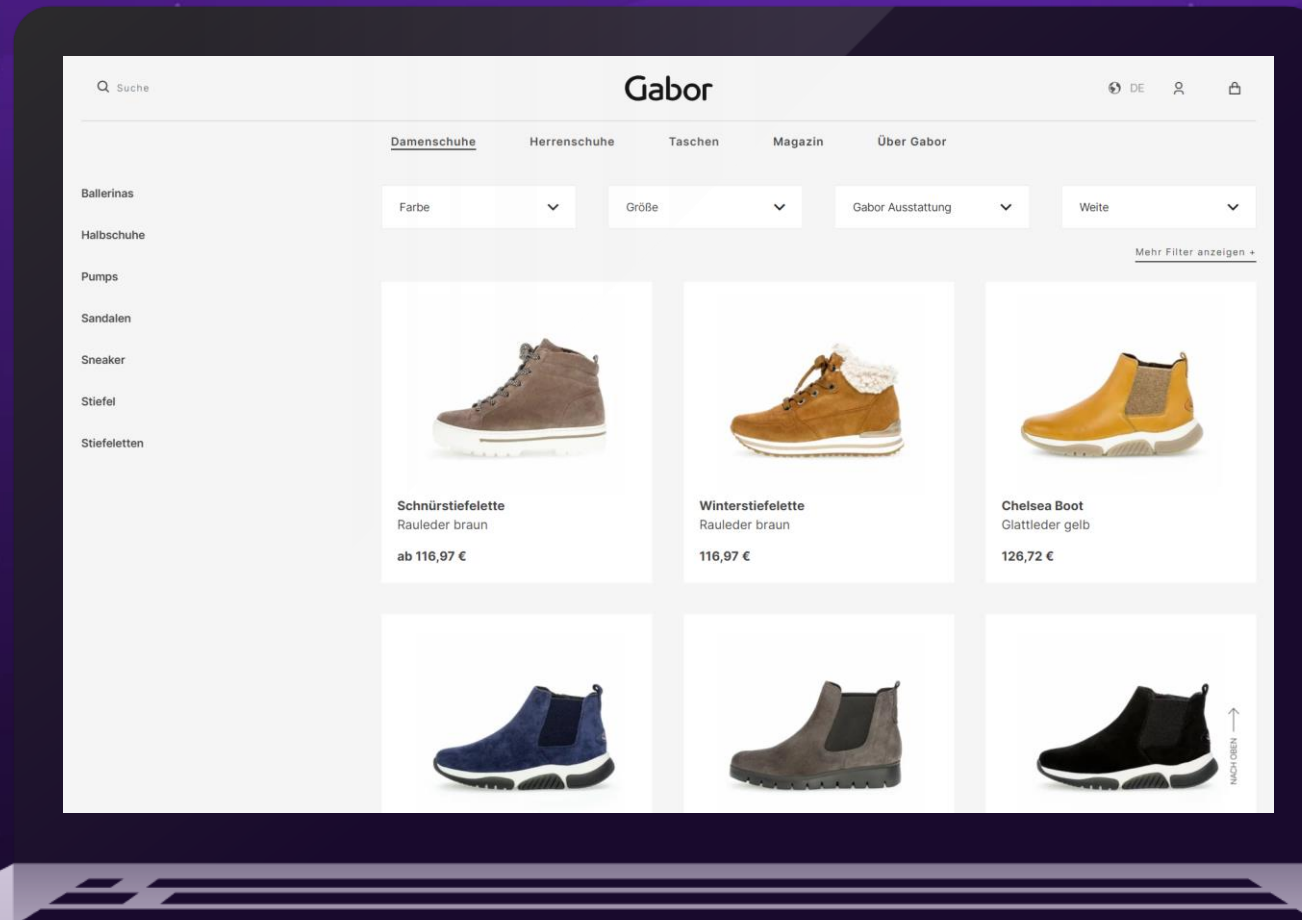 Suche
Gabor
DE
Damenschuhe Herrenschuhe Taschen Magazin Über Gabor
Ballerinas
Halbschuhe
Pumps
Sandalen
Sneaker
Stiefel
Stiefeletten
Farbe Größe Gabor Ausstattung Weite
Mehr Filter anzeigen +
Schnürstiefelette
Rauleder braun
ab 116,97 €
Winterstiefelette
Rauleder braun
116,97 €
Chelsea Boot
Glattleder gelb
126,72 €
NACH OBEN